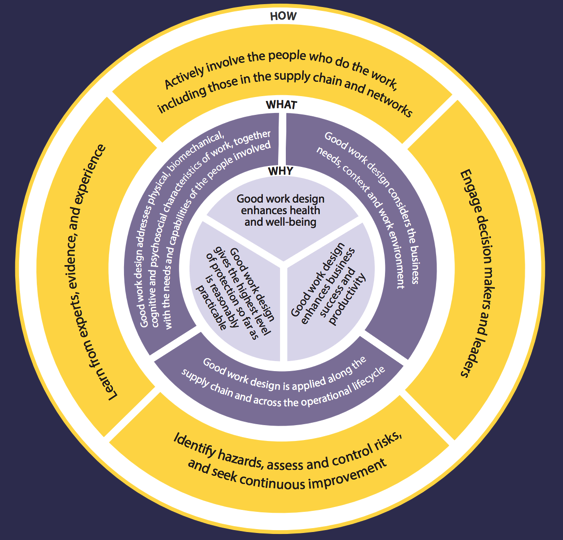 HOW
Actively involve the people who do the work,
including those in the supply chain and networks
Engage decision makers and leaders
Identify hazards, assess and control risks,
and seek continuous improvement
Learn from experts, evidence, and experience
WHAT
Good work design addresses physical, biomechanical,
cognitive and psychosocial characteristics of work, together
with the needs and capabilities of the people involved
Good work design considers the business
needs, context and work environment
Good work design is applied along the
supply chain and across the operational lifecycle
WHY
Good work design
enhances health
and well-being
Good work design
enhances business
success and
productivity
Good work design
gives the highest level
of protection so far as
is reasonably
practicable